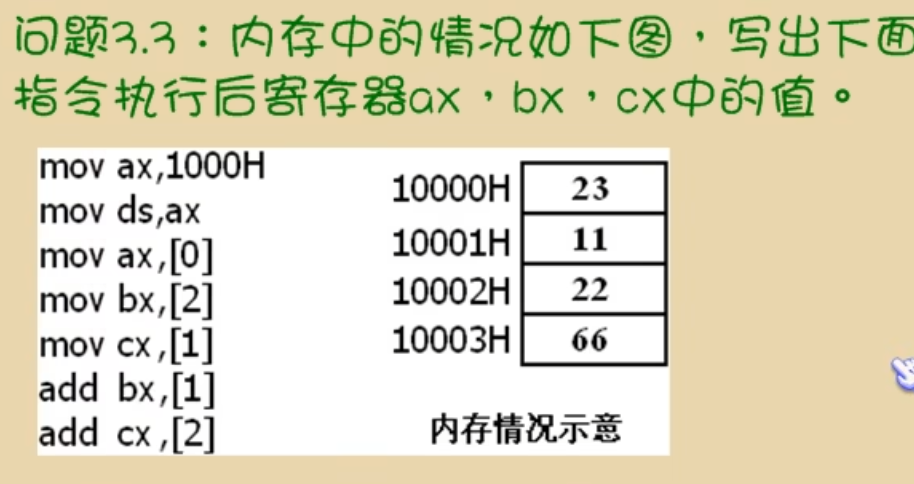 问题3.3：内存中的情况如下图，写出下面
指令执行后寄存器ax，bx，cx中的值。
mov ax,1000H
mov ds,ax
mov ax,[0]
mov bx,[2]
mov cx,[1]
add bx,[1]
add cx,[2]
10000H 23
10001H 11
10002H 22
10003H 66
内存情况示意